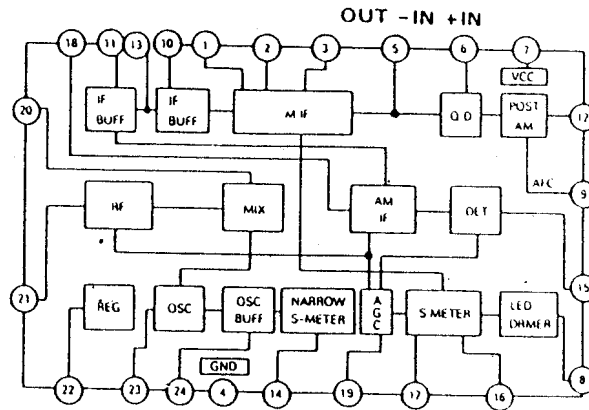 OUT -IN +IN
18
11
13
10
1
2
3
5
6
7
VCC
20
IF
BUFF
IF
BUFF
M IF
Q D
POST
AM
12
AFC
9
RF
MIX
AM
IF
DET
21
15
REG
OSC
OSC
BUFF
NARROW
S-METER
A
G
C
S METER
LED
DRMER
GND
22
23
24
4
14
19
17
16
8